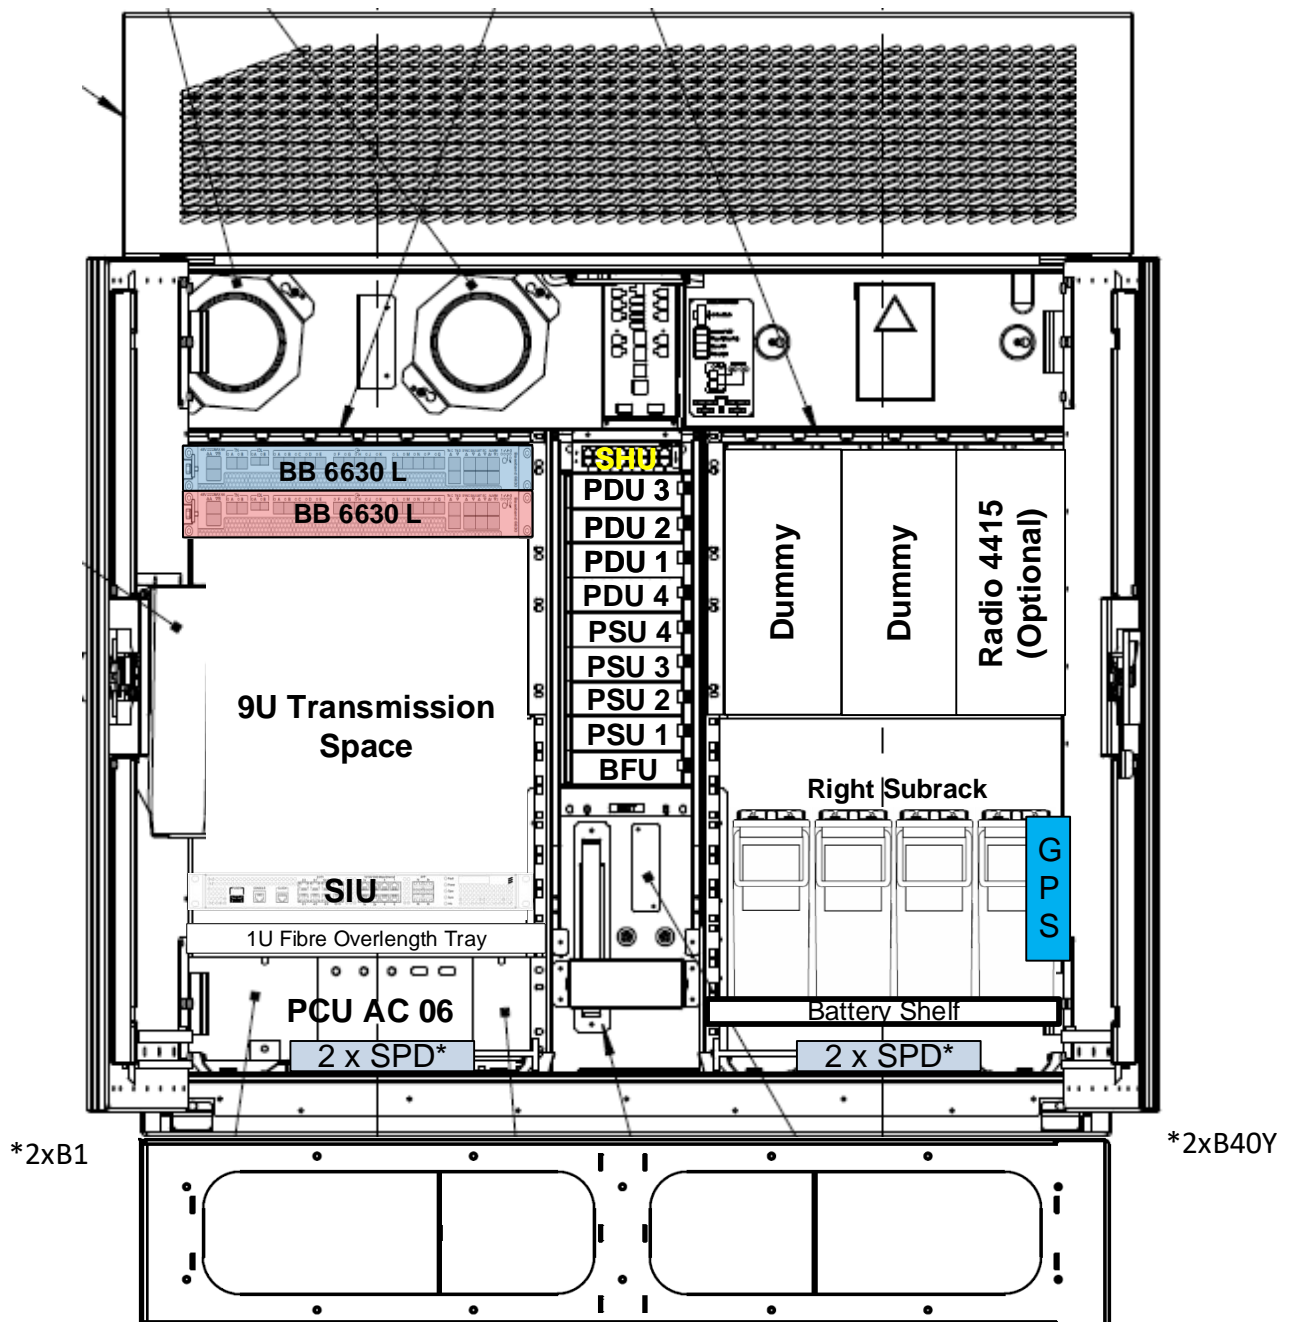 BB 6630 L
BB 6630 L
9U Transmission
Space
SIU
1U Fibre Overlength Tray
PCU AC 06
2 x SPD*
*2xB1
SHU
PDU 3
PDU 2
PDU 1
PDU 4
PSU 4
PSU 3
PSU 2
PSU 1
BFU
Dummy
Dummy
Radio 4415
(Optional)
Right Subrack
GPS
Battery Shelf
2 x SPD*
*2xB40Y